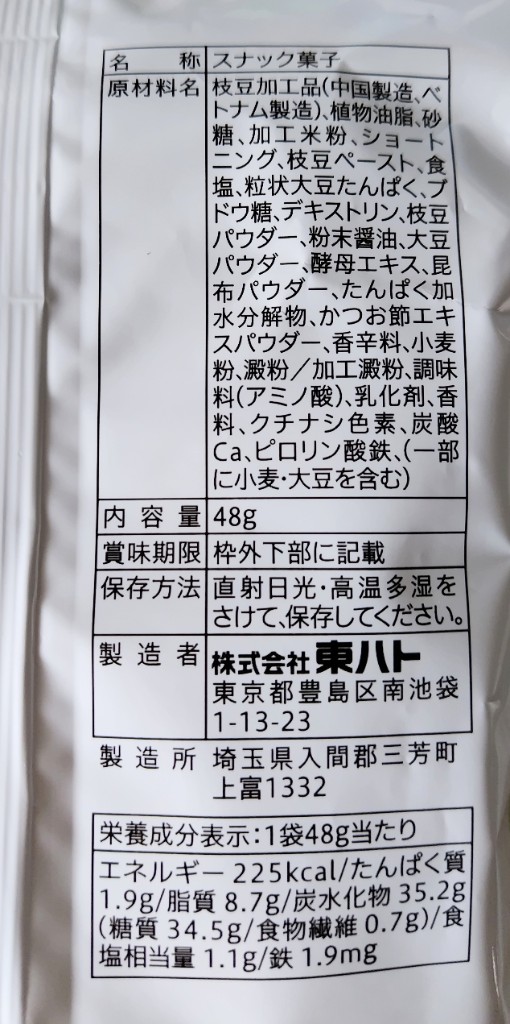 名称 スナック菓子
原材料名 枝豆加工品(中国製造、ベ
トナム製造)、植物油脂、砂
糖、加工米粉、ショート
ニング、枝豆ペースト、食
塩、粒状大豆たんぱく、ブ
ドウ糖、デキストリン、枝豆
パウダー、粉末醤油、大豆
パウダー、酵母エキス、昆
布パウダー、たんぱく加
水分解物、かつお節エキ
スパウダー、香辛料、小麦
粉、澱粉／加工澱粉、調味
料(アミノ酸)、乳化剤、香
料、クチナシ色素、炭酸
Ca、ピロリン酸鉄、(一部
に小麦・大豆を含む)
内容量 48g
賞味期限 枠外下部に記載
保存方法 直射日光・高温多湿を
さけて、保存してください。
製造者 株式会社 東ハト
東京都豊島区南池袋
1-13-23
製造所 埼玉県入間郡三芳町
上富1332
栄養成分表示:1袋48g当たり
エネルギー 225kcal/たんぱく質
1.9g/脂質 8.7g/炭水化物 35.2g
(糖質 34.5g/食物繊維 0.7g)/食
塩相当量 1.1g/鉄 1.9mg